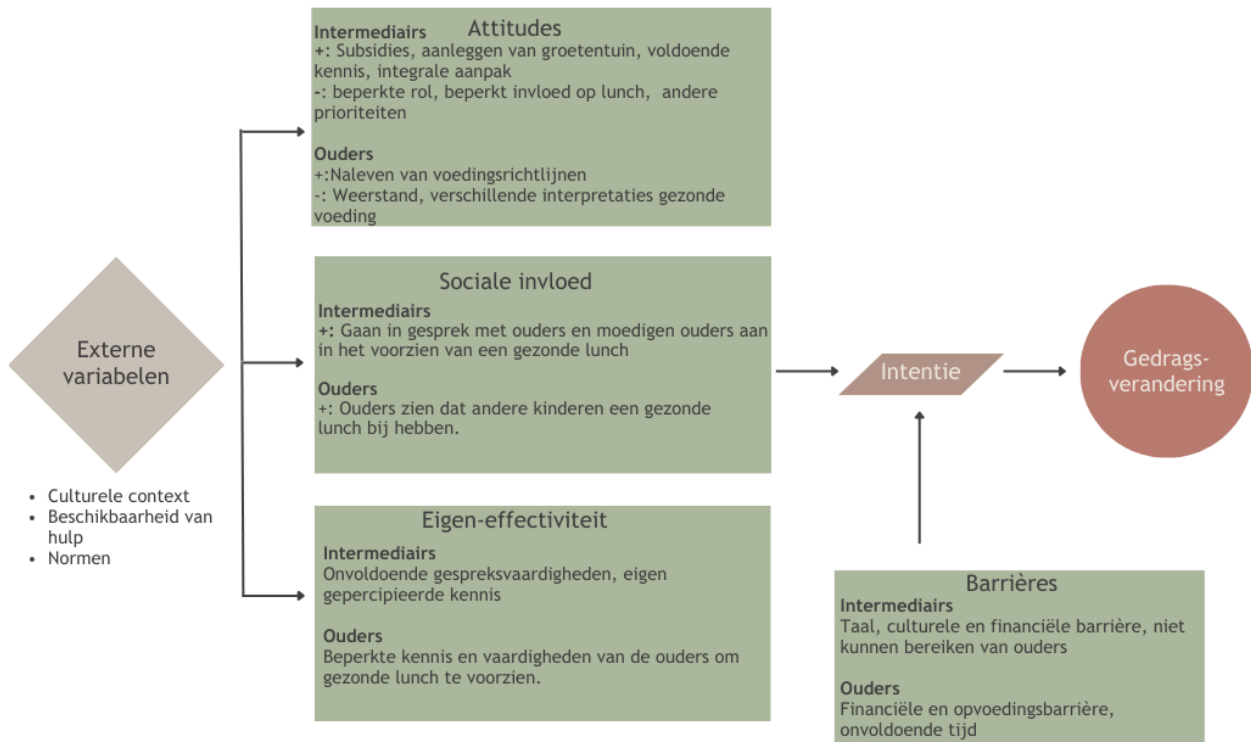 Attitudes
Intermediairs
+: Subsidies, aanleggen van groetentuin, voldoende
kennis, integrale aanpak
-: beperkte rol, beperkt invloed op lunch, andere
prioriteiten
Ouders
+:Naleven van voedingsrichtlijnen
-: Weerstand, verschillende interpretaties gezonde
voeding
Externe
variabelen
• Culturele context
• Beschikbaarheid van
hulp
• Normen
Sociale invloed
Intermediairs
+: Gaan in gesprek met ouders en moedigen ouders aan
in het voorzien van een gezonde lunch
Ouders
+: Ouders zien dat andere kinderen een gezonde
lunch bij hebben.
Eigen-effectiviteit
Intermediairs
Onvoldoende gespreksvaardigheden, eigen
gepercipieerde kennis
Ouders
Beperkte kennis en vaardigheden van de ouders om
gezonde lunch te voorzien.
Intentie
Gedrags-
verandering
Barrières
Intermediairs
Taal, culturele en financiële barrière, niet
kunnen bereiken van ouders
Ouders
Financiële en opvoedingsbarrière,
onvoldoende tijd